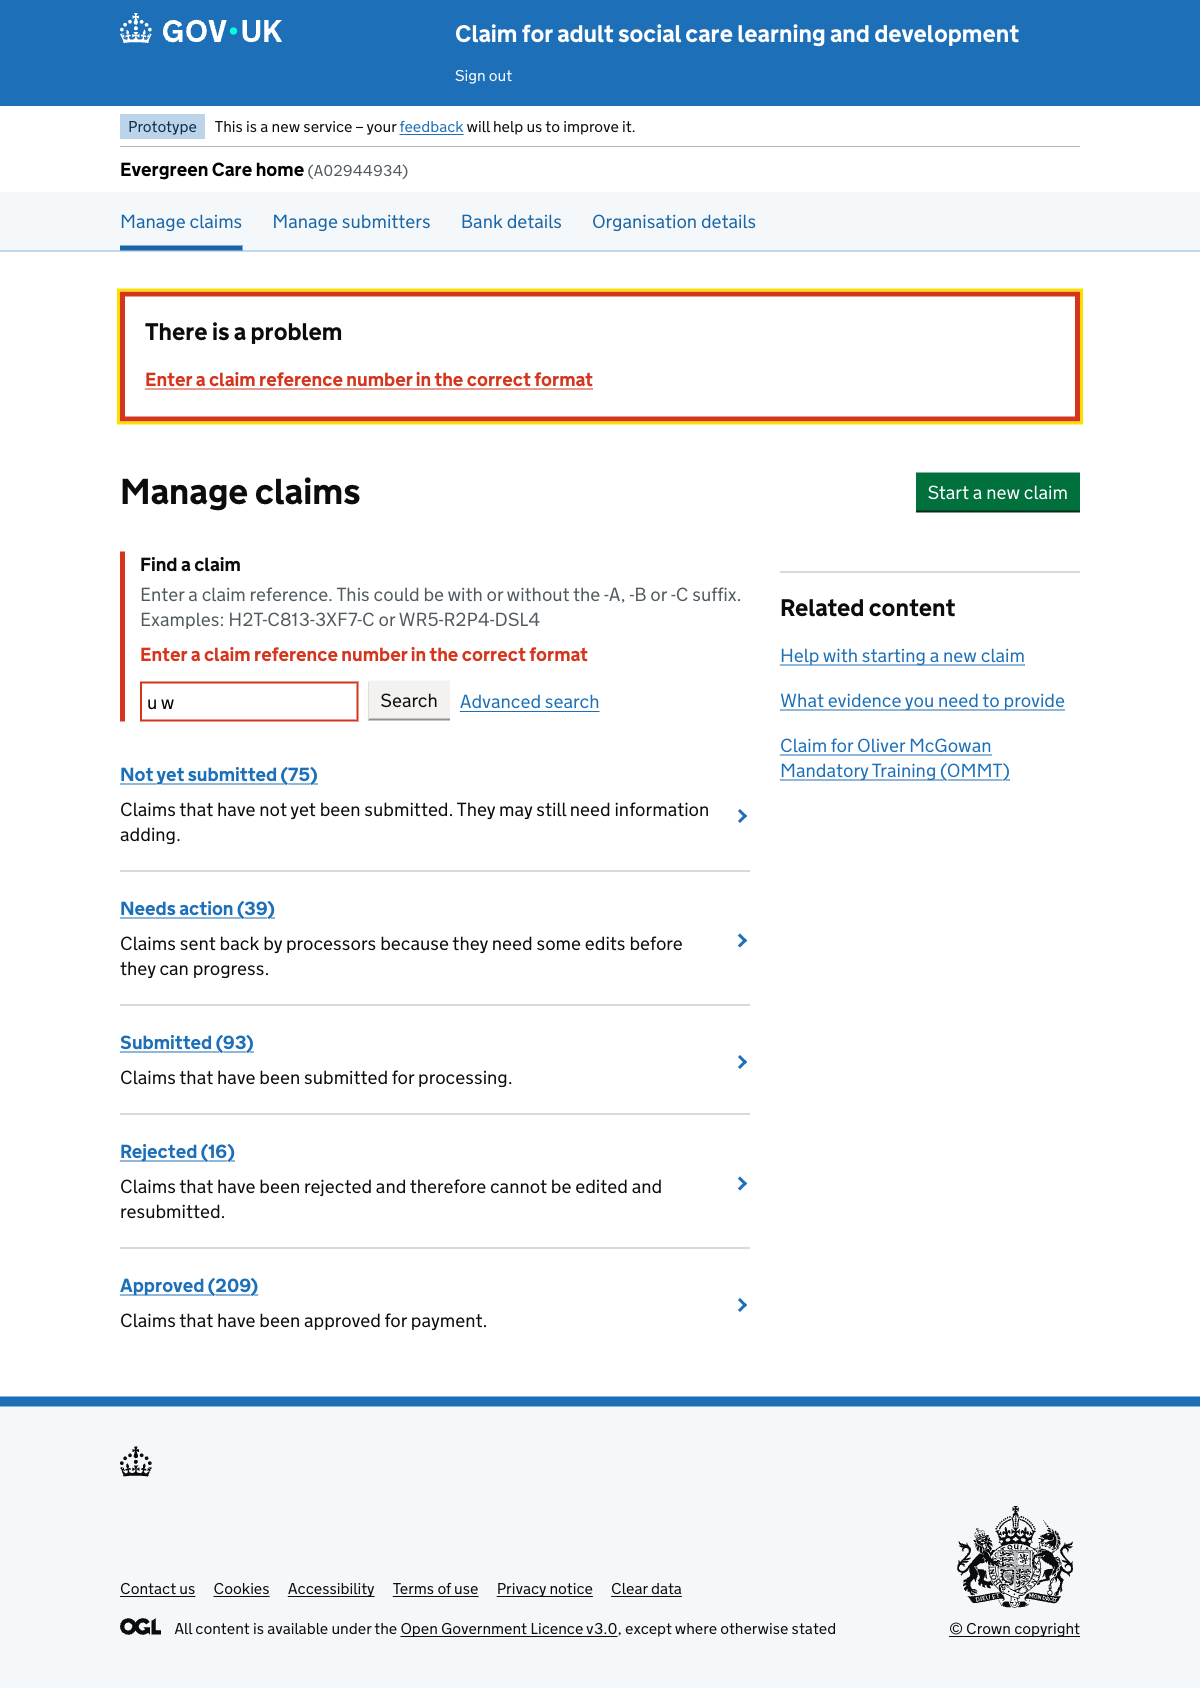 GOV·UK
Claim for adult social care learning and development
Sign out
Prototype This is a new service – your feedback will help us to improve it.
Evergreen Care home (A02944934)
Manage claims Manage submitters Bank details Organisation details
There is a problem
Enter a claim reference number in the correct format
Manage claims
Start a new claim
Find a claim
Enter a claim reference. This could be with or without the -A, -B or -C suffix.
Examples: H2T-C813-3XF7-C or WR5-R2P4-DSL4
Enter a claim reference number in the correct format
u w
Search Advanced search
Not yet submitted (75)
Claims that have not yet been submitted. They may still need information
adding.
Needs action (39)
Claims sent back by processors because they need some edits before
they can progress.
Submitted (93)
Claims that have been submitted for processing.
Rejected (16)
Claims that have been rejected and therefore cannot be edited and
resubmitted.
Approved (209)
Claims that have been approved for payment.
Related content
Help with starting a new claim
What evidence you need to provide
Claim for Oliver McGowan
Mandatory Training (OMMT)
Contact us Cookies Accessibility Terms of use Privacy notice Clear data
OGL All content is available under the Open Government Licence v3.0, except where otherwise stated
© Crown copyright